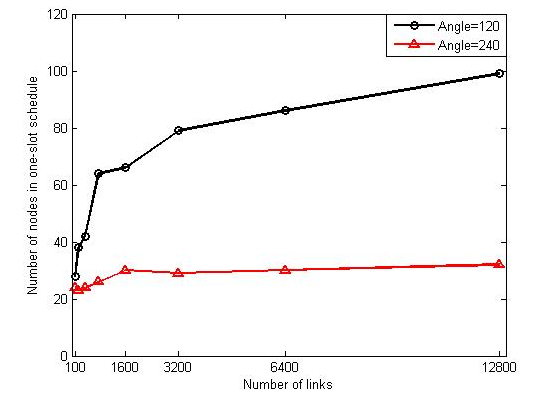 120
Angle=120
Angle=240
100
80
60
40
20
0
Number of nodes in one-slot schedule
100 1600 3200 6400 12800
Number of links